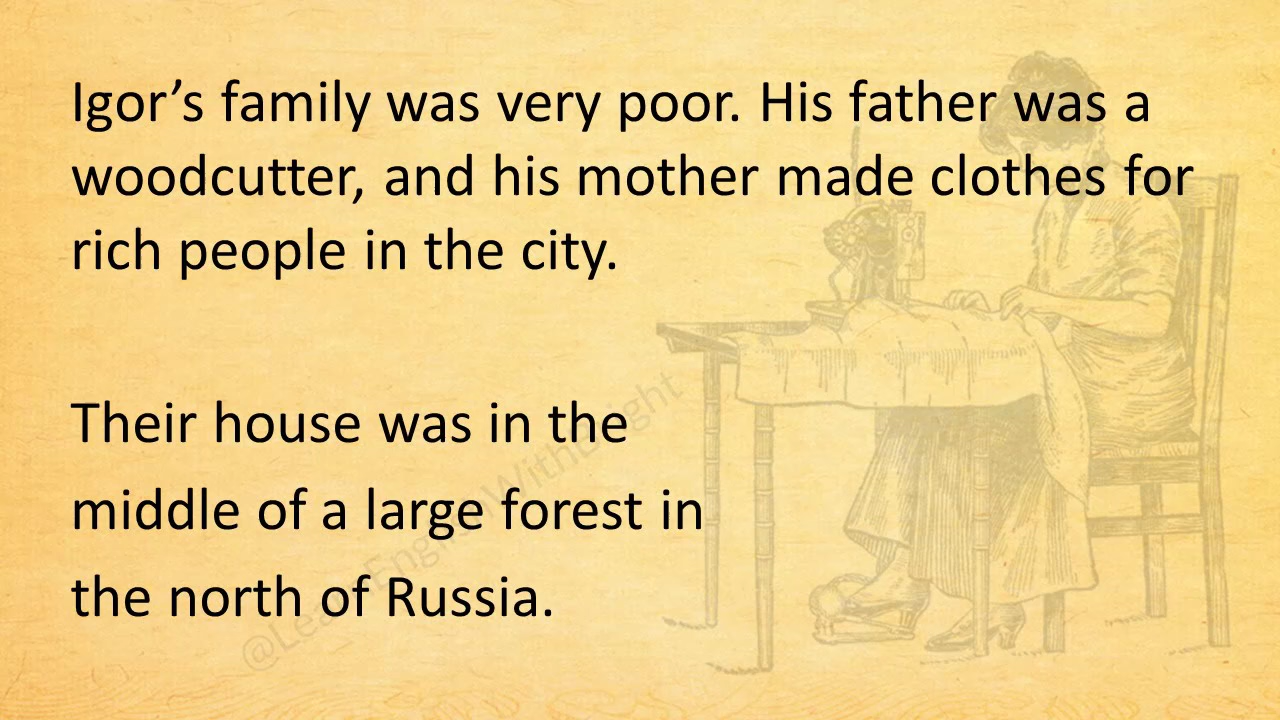 Igor’s family was very poor. His father was a
woodcutter, and his mother made clothes for
rich people in the city.
Their house was in the
middle of a large forest in
the north of Russia.